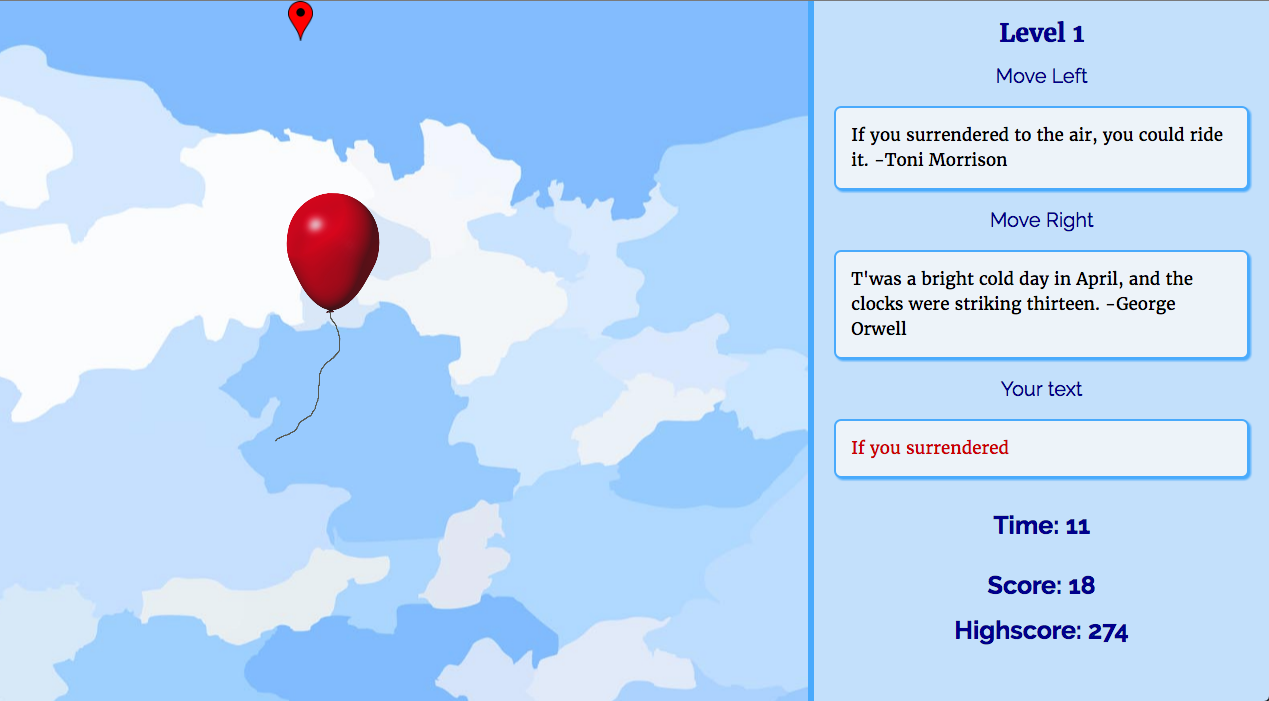 Level 1
Move Left
If you surrendered to the air, you could ride
it. -Toni Morrison
Move Right
T'was a bright cold day in April, and the
clocks were striking thirteen. -George
Orwell
Your text
If you surrendered
Time: 11
Score: 18
Highscore: 274